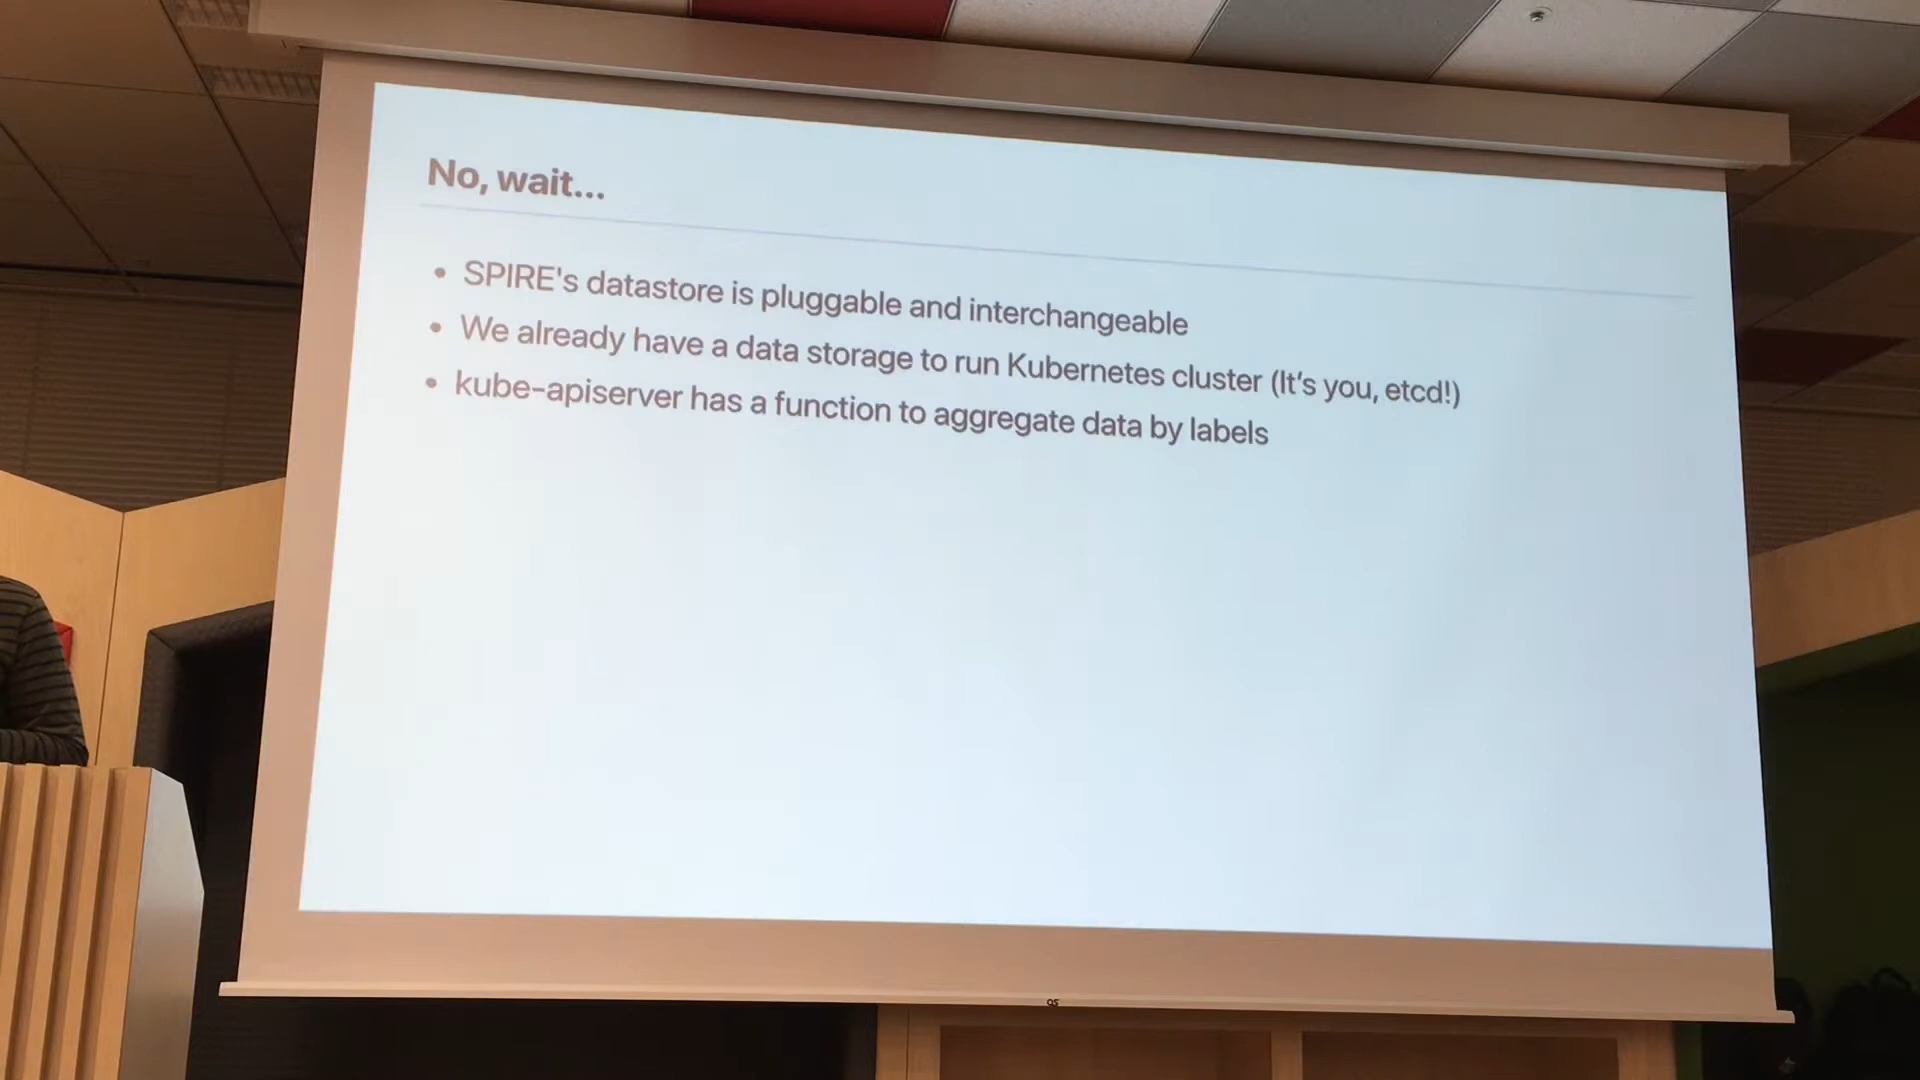 No, wait...
• SPIRE's datastore is pluggable and interchangeable
• We already have a data storage to run Kubernetes cluster (It's you, etcd!)
• kube-apiserver has a function to aggregate data by labels
OS